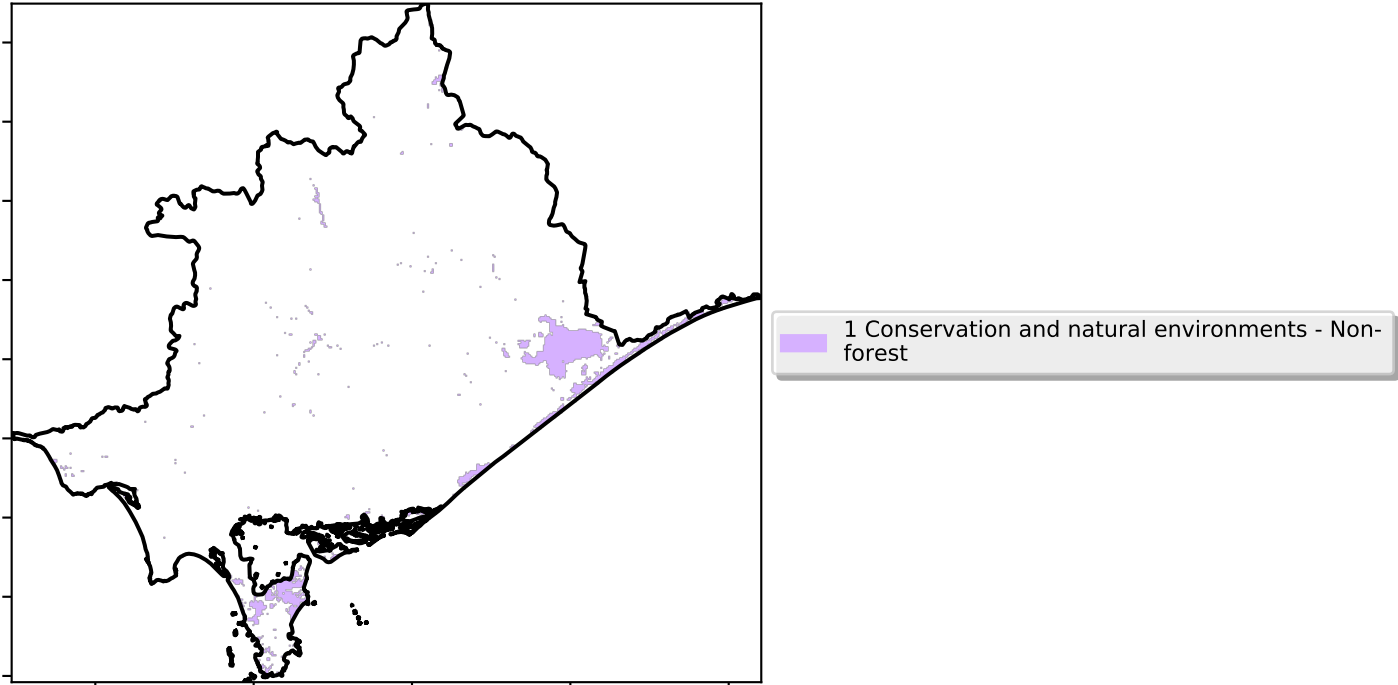 1 Conservation and natural environments - Non-
forest